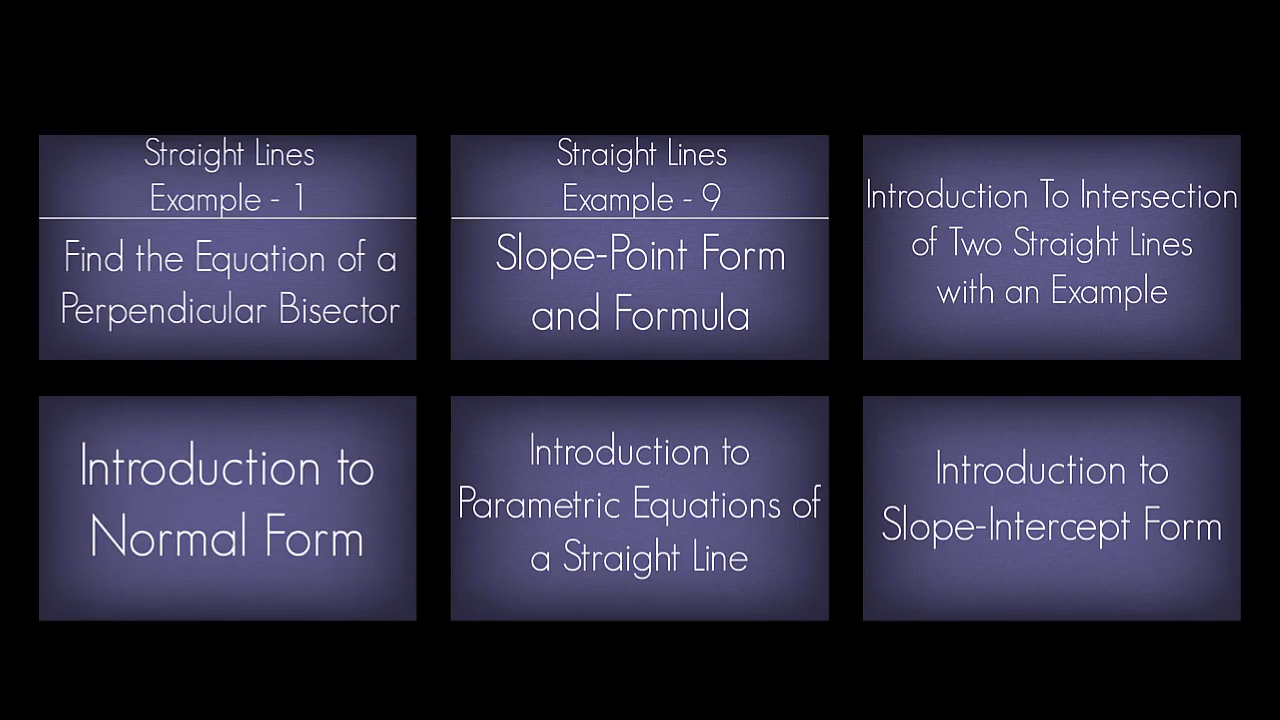 Straight Lines
Example - 1
Find the Equation of a
Perpendicular Bisector
Straight Lines
Example - 9
Slope-Point Form
and Formula
Introduction To Intersection
of Two Straight Lines
with an Example
Introduction to
Normal Form
Introduction to
Parametric Equations of
a Straight Line
Introduction to
Slope-Intercept Form